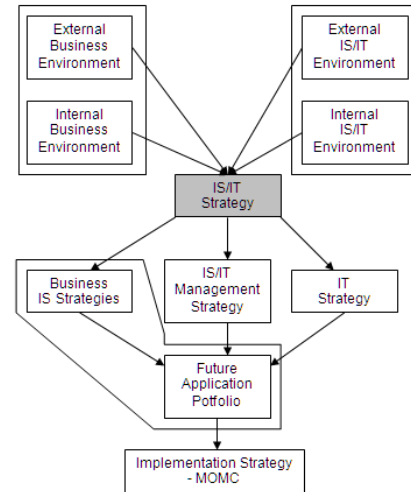 External
Business
Environment
External
IS/IT
Environment
Internal
Business
Environment
Internal
IS/IT
Environment
IS/IT
Strategy
Business
IS Strategies
IS/IT
Management
Strategy
IT
Strategy
Future
Application
Potfolio
Implementation Strategy
- MOMC